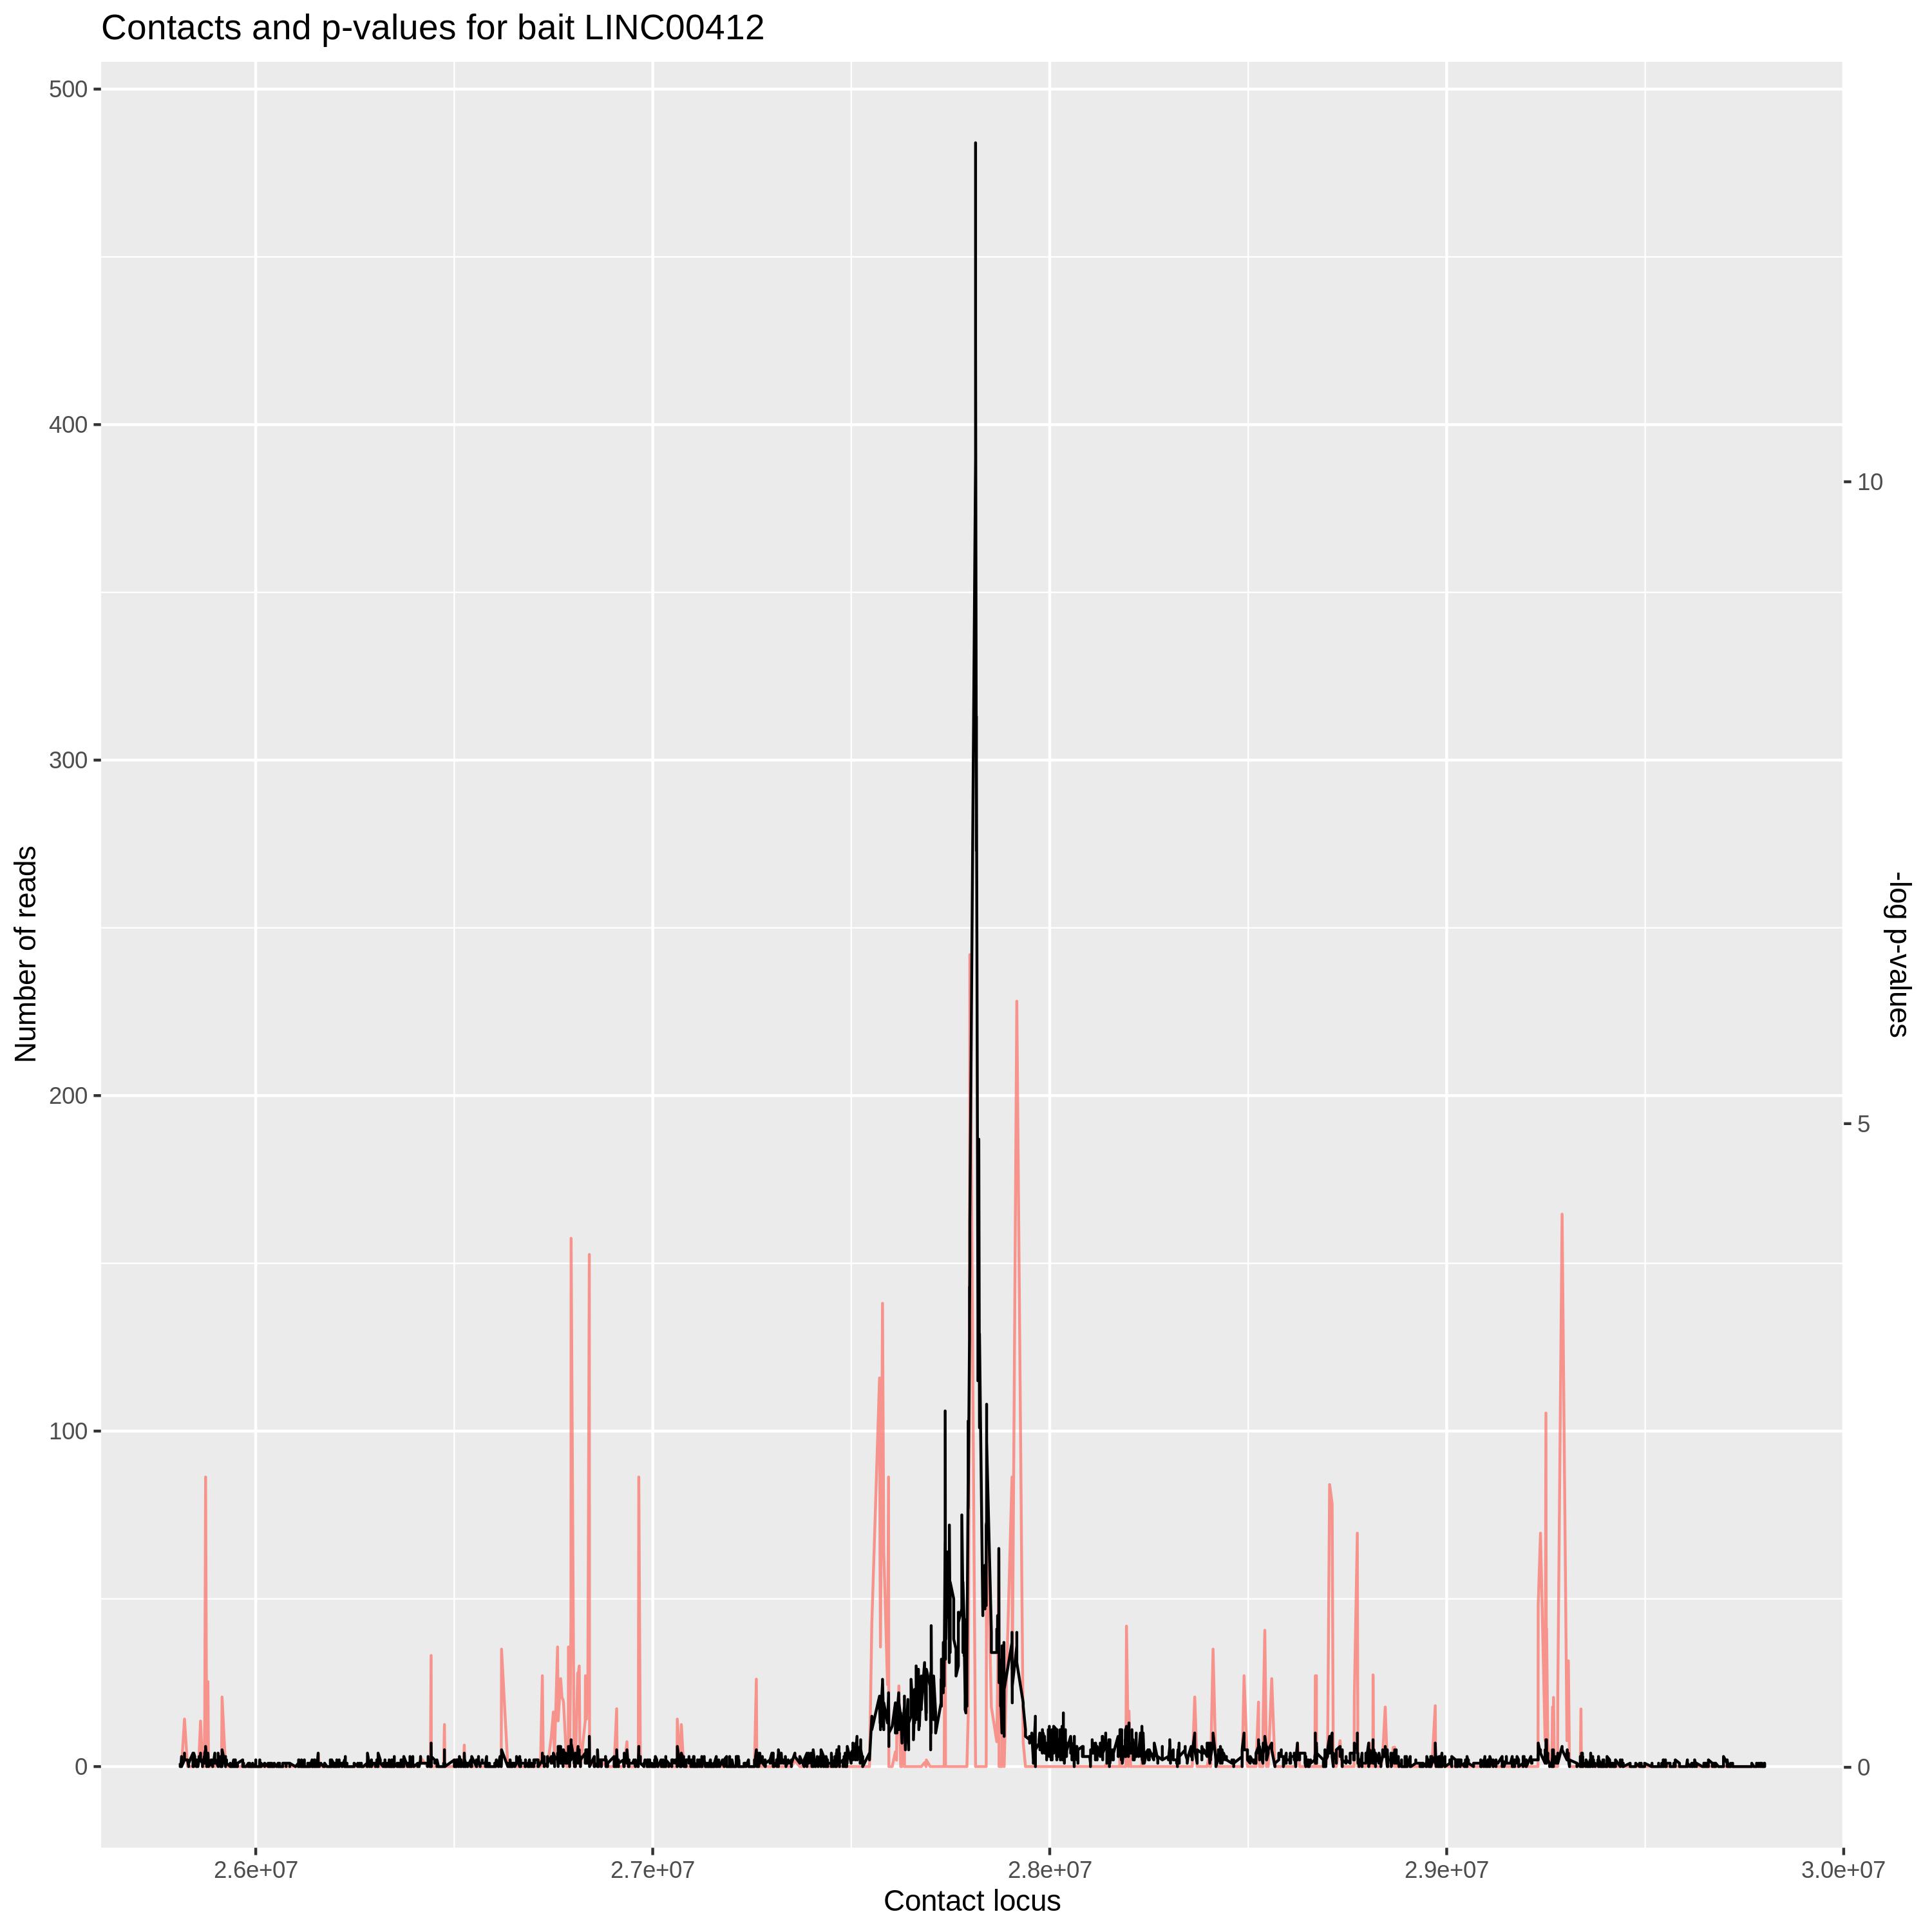 Contacts and p-values for bait LINC00412
500
400
300
200
100
0
Number of reads
10
5
0
-log p-values
2.6e+07
2.7e+07
2.8e+07
2.9e+07
3.0e+07
Contact locus